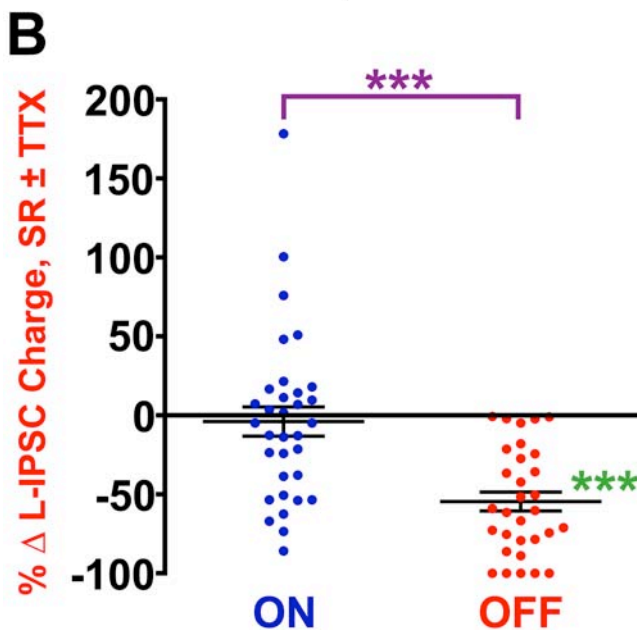 B
***
% Δ L-IPSC Charge, SR ± TTX
200
150
100
50
0
-50
-100
***
ON
OFF